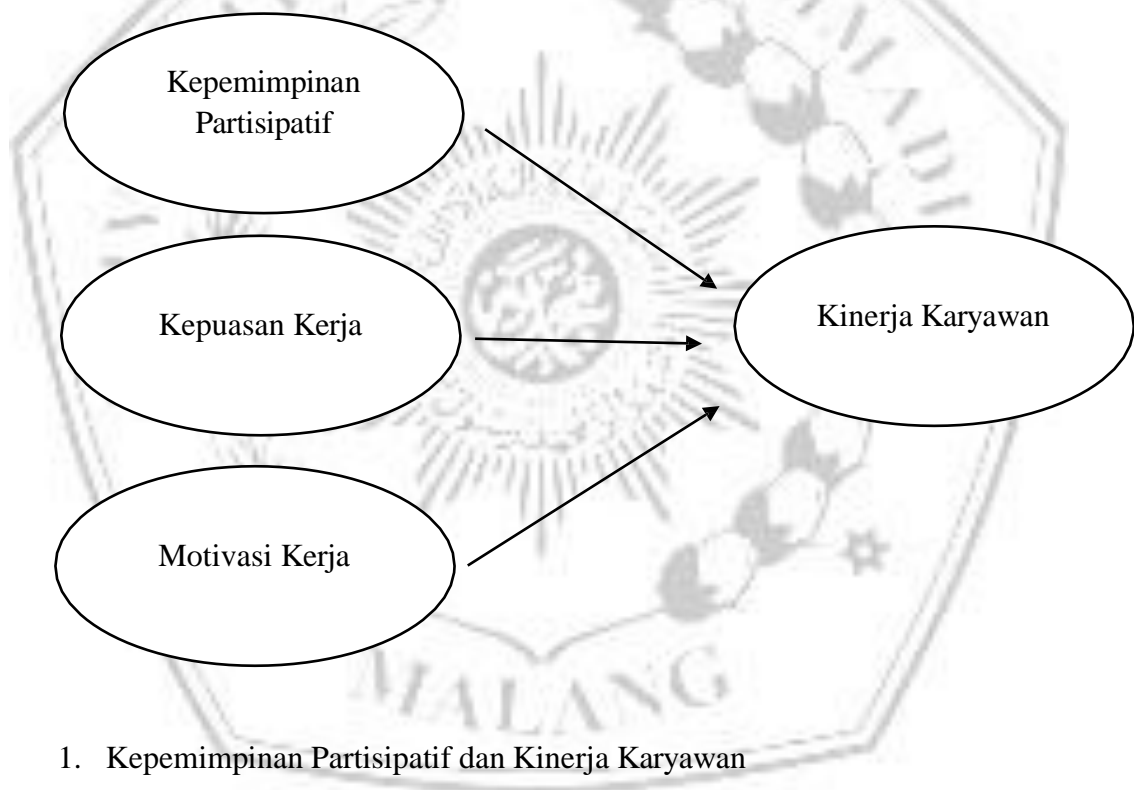 Kepemimpinan
Partisipatif
Kepuasan Kerja
Kinerja Karyawan
Motivasi Kerja
MALANG
1. Kepemimpinan Partisipatif dan Kinerja Karyawan